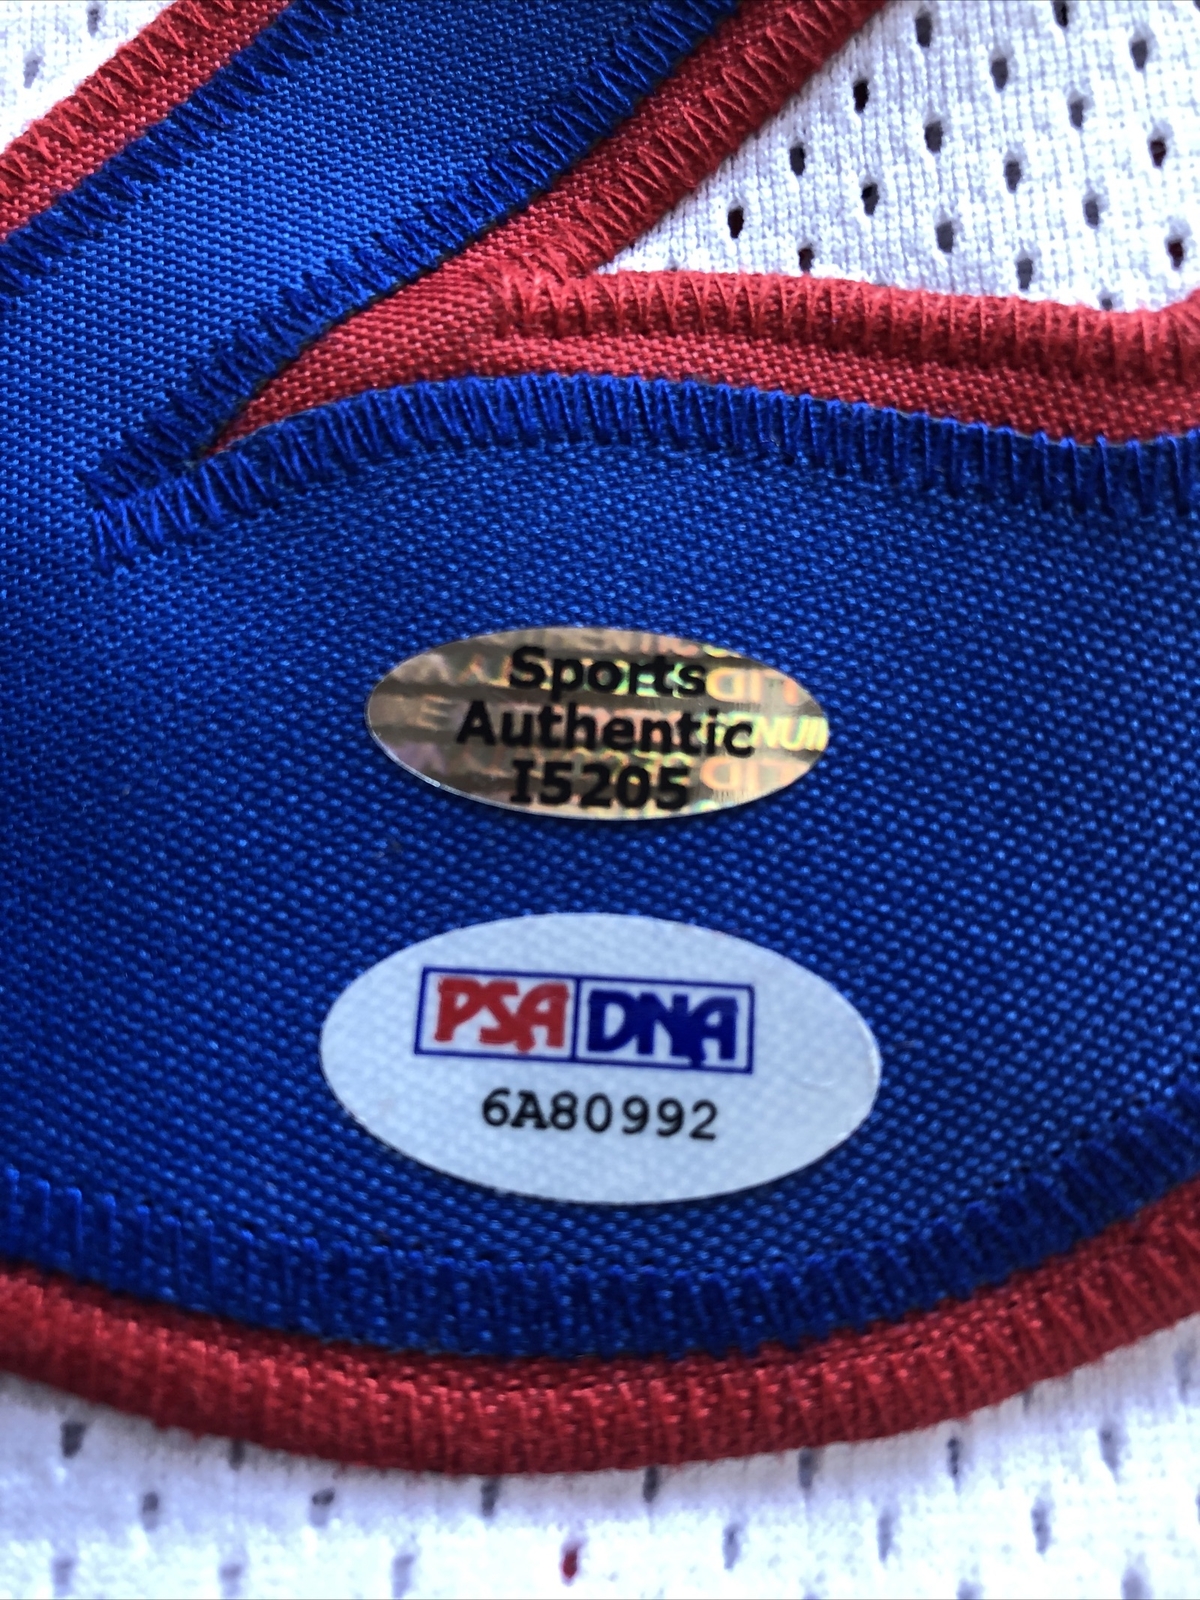 Sports
Authentic
I5205
PSA DNA
6A80992